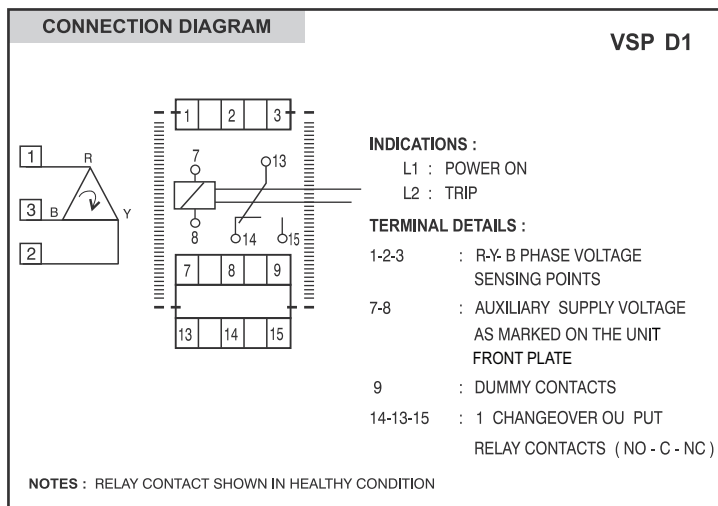 CONNECTION DIAGRAM
VSP D1
1 2 3
1
R
7
13
3
B
Y
2
8
14
15
7 8 9
13 14 15
INDICATIONS :
L1 : POWER ON
L2 : TRIP
TERMINAL DETAILS :
1-2-3 : R-Y- B PHASE VOLTAGE
SENSING POINTS
7-8 : AUXILIARY SUPPLY VOLTAGE
AS MARKED ON THE UNIT
FRONT PLATE
9 : DUMMY CONTACTS
14-13-15 : 1 CHANGEOVER OU PUT
RELAY CONTACTS ( NO - C - NC )
NOTES : RELAY CONTACT SHOWN IN HEALTHY CONDITION